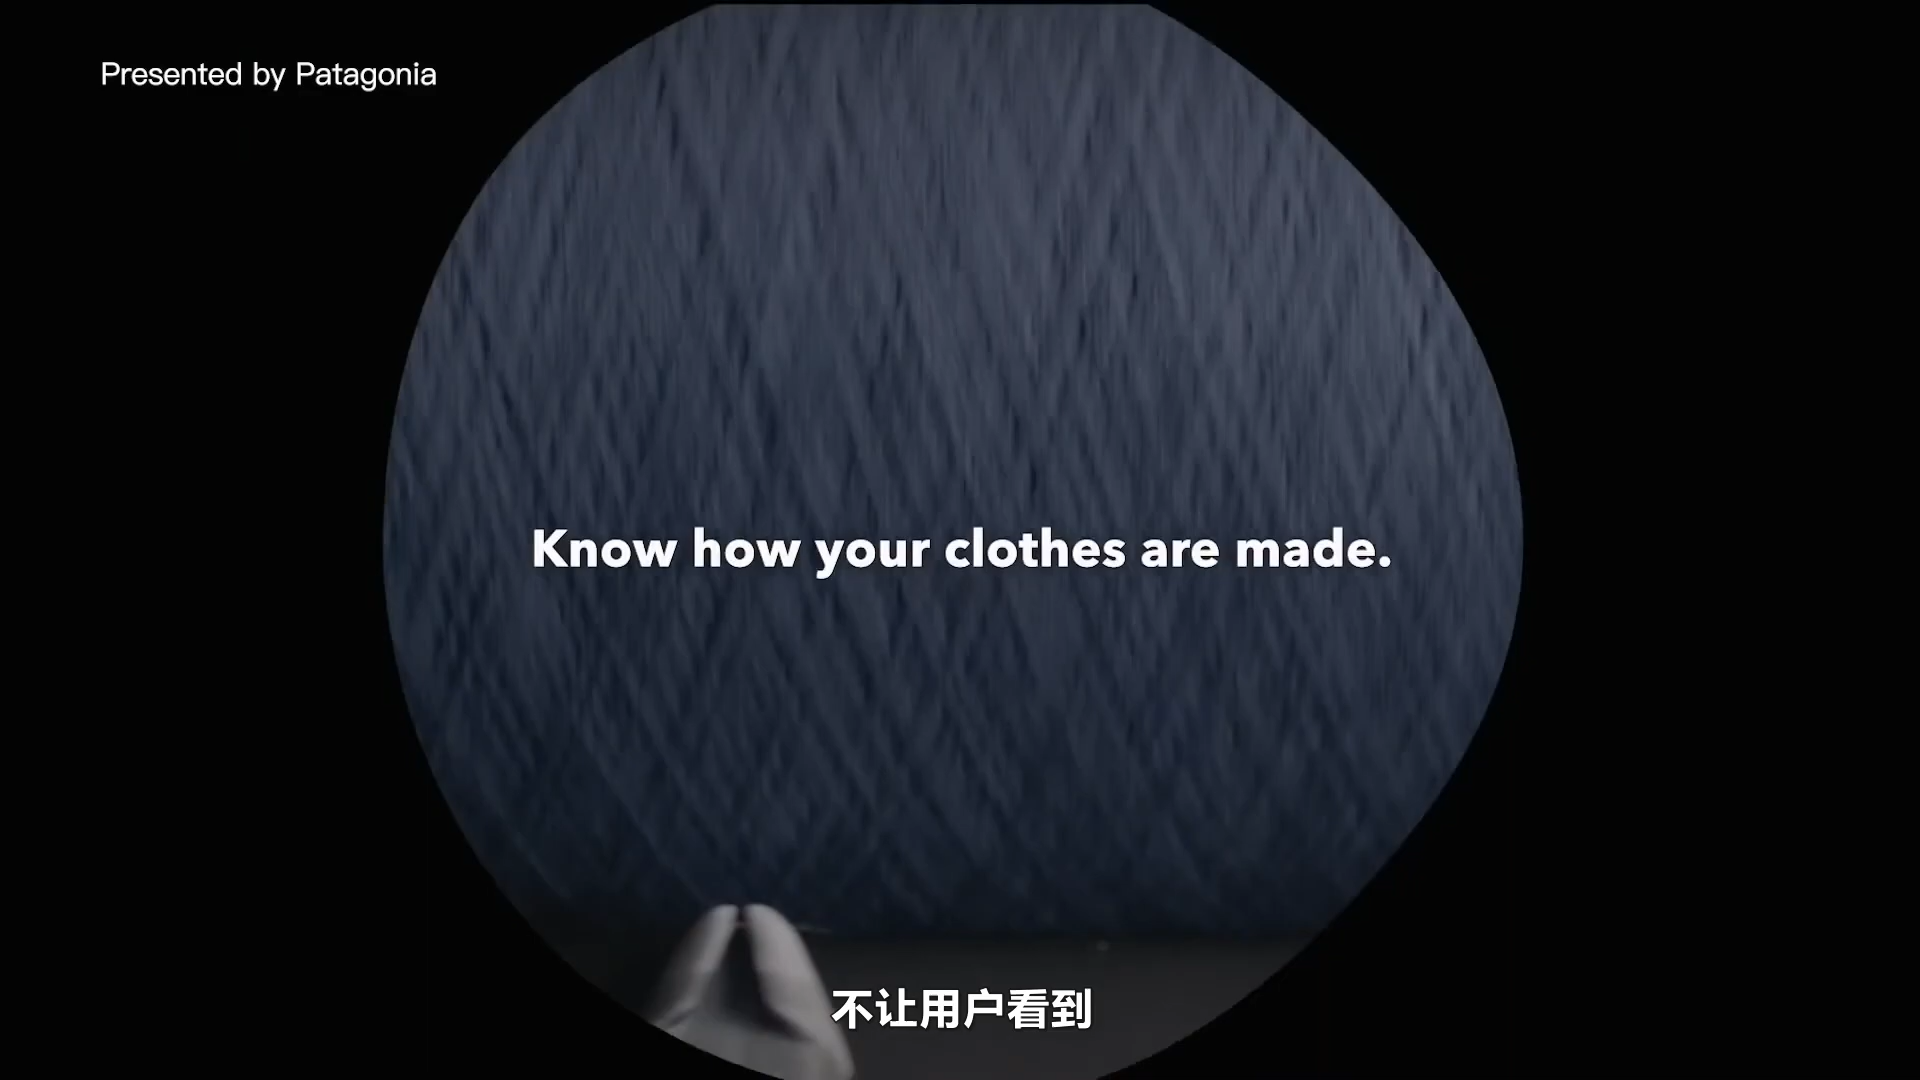 Presented by Patagonia
Know how your clothes are made.
不让用户看到